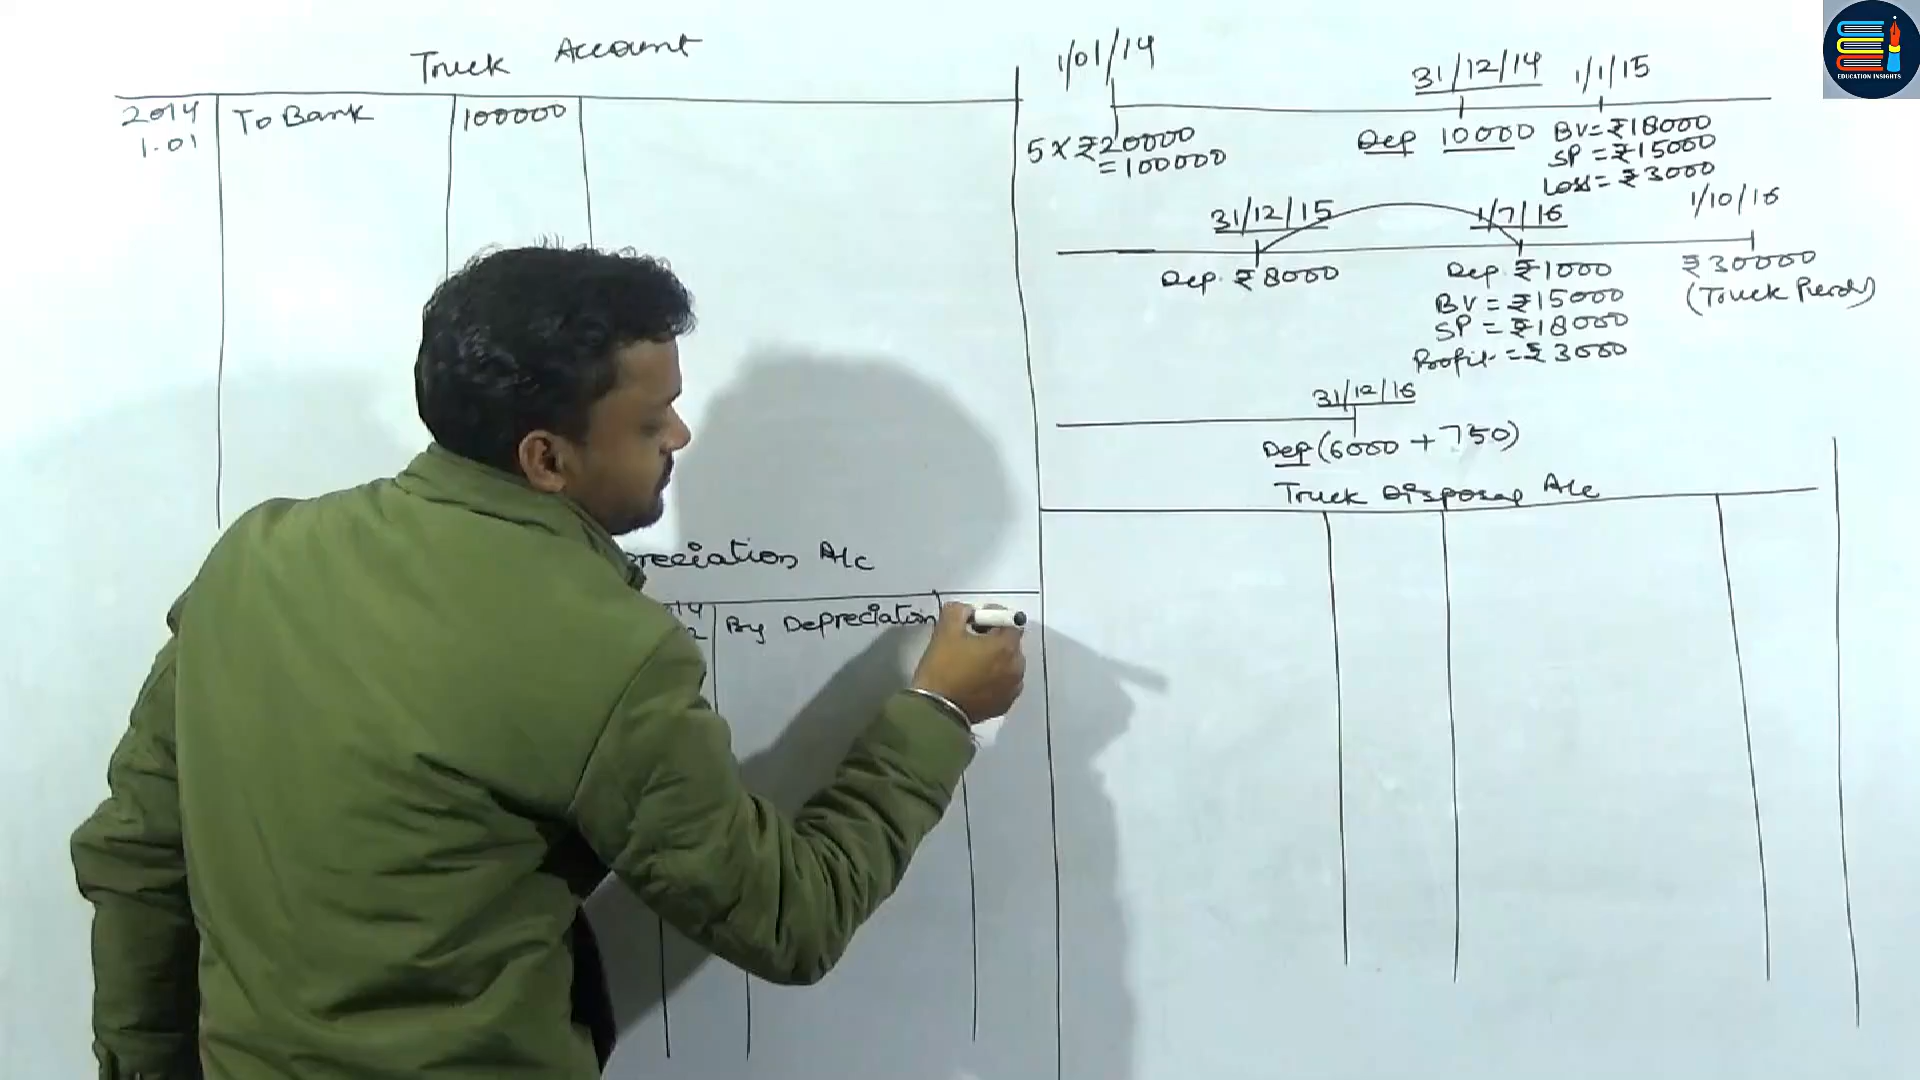 Truck Account
2014 To Bank 100000
1.01
1/01/14
5 x ₹20000
= 100000
31/12/14
Dep 10000
1/1/15
BV = ₹18000
SP = ₹15000
Loss = ₹3000
31/12/15
Dep. ₹8000
1/7/16
Dep. ₹1000
BV = ₹15000
SP = ₹18000
Profit = ₹3000
1/10/16
₹30000
(Truck
31/12/16
Dep (6000 + 750)
preciation A/c
By Depreciation
Truck Disposal A/c
EDUCATION INSIGHTS